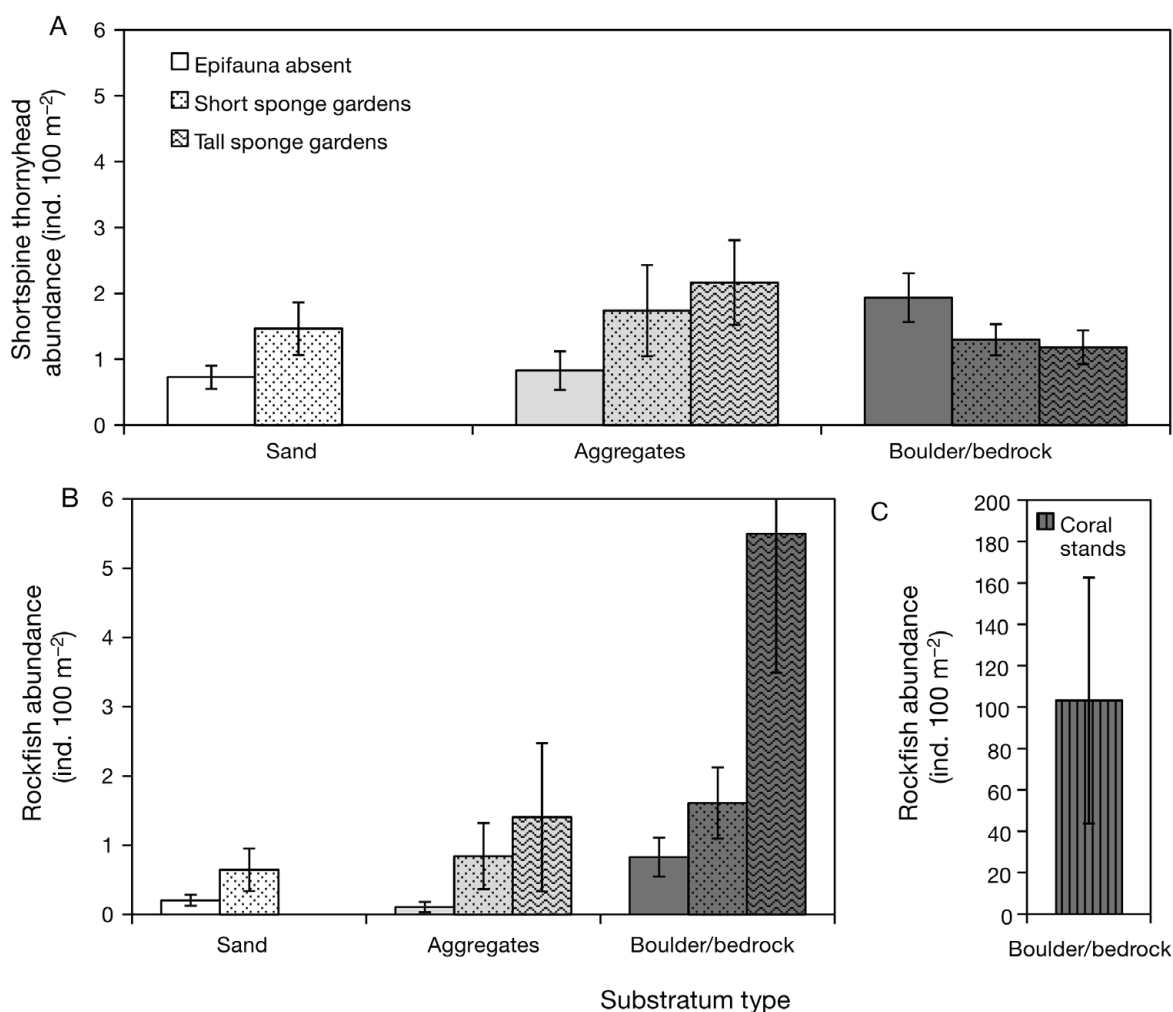 A
6
5
4
3
2
1
0
Shortspine thornyhead
abundance (ind. 100 m⁻²)
Epifauna absent
Short sponge gardens
Tall sponge gardens
Sand Aggregates Boulder/bedrock
B
6
5
4
3
2
1
0
Rockfish abundance
(ind. 100 m⁻²)
Sand Aggregates Boulder/bedrock
C
200
180
160
140
120
100
80
60
40
20
0
Rockfish abundance
(ind. 100 m⁻²)
Coral
stands
Boulder/bedrock
Substratum type